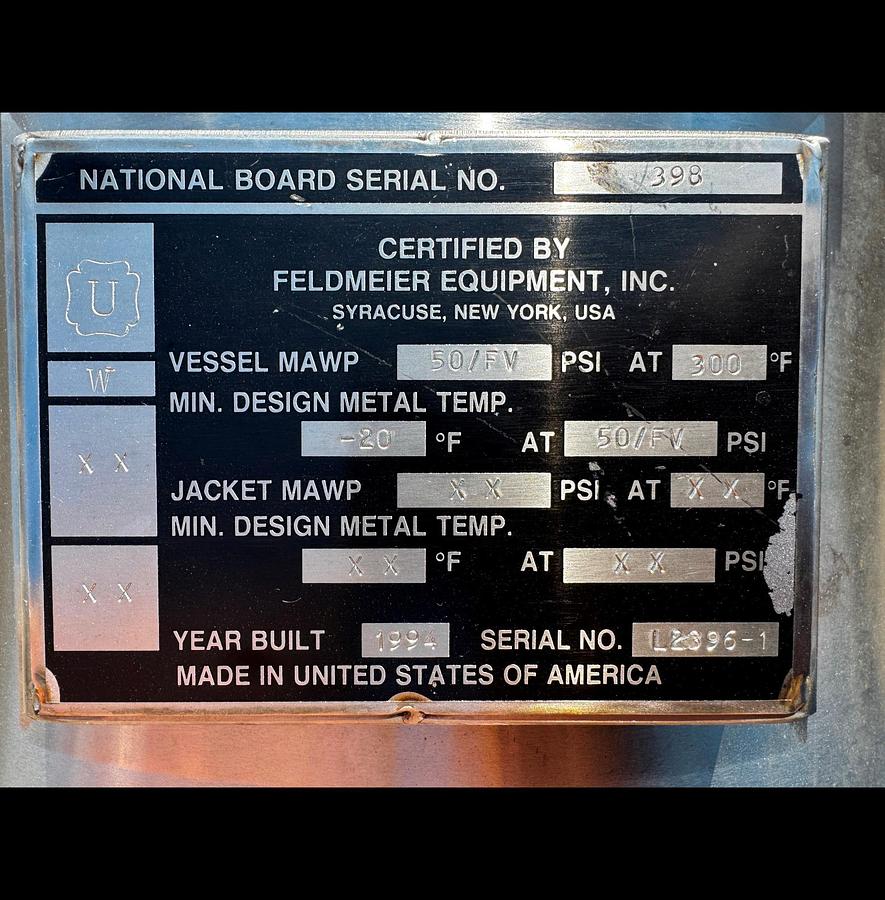 NATIONAL BOARD SERIAL NO. 398
U
CERTIFIED BY
FELDMEIER EQUIPMENT, INC.
SYRACUSE, NEW YORK, USA
W
VESSEL MAWP 50/FV PSI AT 300 °F
MIN. DESIGN METAL TEMP.
-20 °F AT 50/FV PSI
X X
JACKET MAWP X X PSI AT X X °F
MIN. DESIGN METAL TEMP.
X X °F AT X X PSI
X X
YEAR BUILT 1994 SERIAL NO.
MADE IN UNITED STATES OF AMERICA